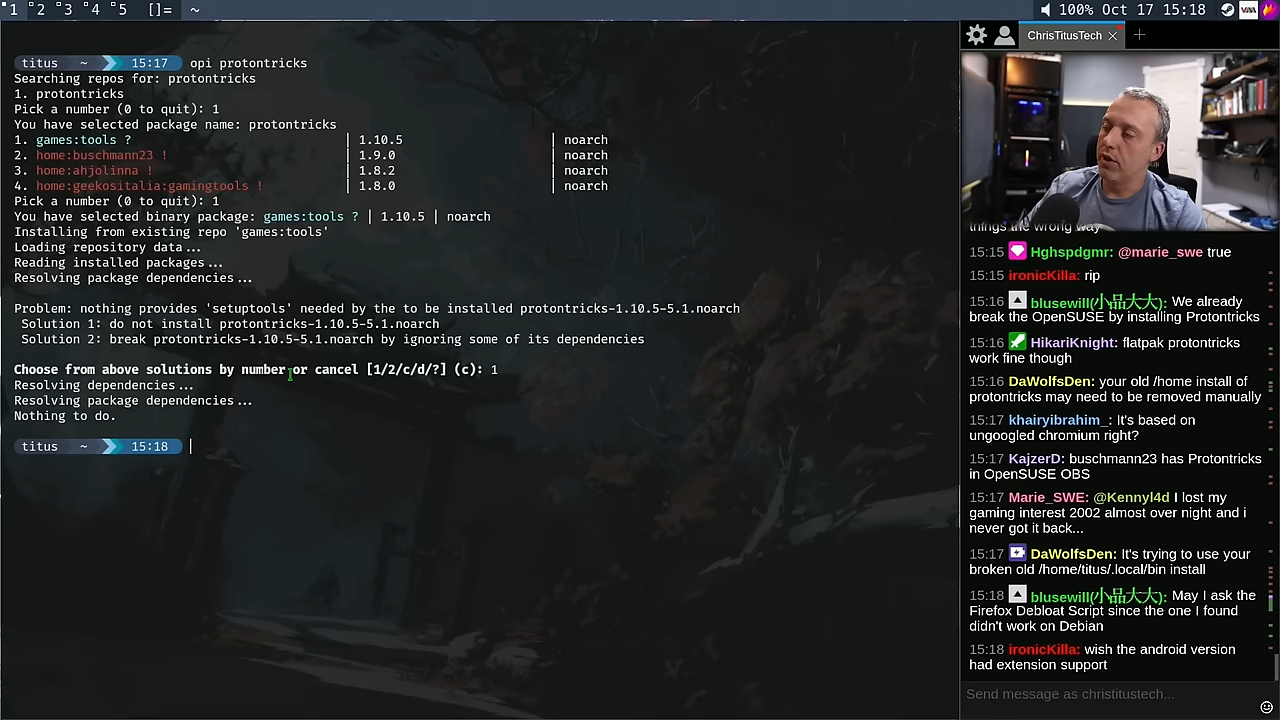 1 2 3 4 5 []= ~ 100% Oct 17 15:18
titus ~ 15:17 opi protontricks
Searching repos for: protontricks
1. protontricks
Pick a number (0 to quit): 1
You have selected package name: protontricks
1. games:tools ? | 1.10.5 | noarch
2. home:buschmann23 ! | 1.9.0 | noarch
3. home:ahjolinna ! | 1.8.2 | noarch
4. home:geekositalia:gamingtools ! | 1.8.0 | noarch
Pick a number (0 to quit): 1
You have selected binary package: games:tools ? | 1.10.5 | noarch
Installing from existing repo 'games:tools'
Loading repository data...
Reading installed packages...
Resolving package dependencies...
Problem: nothing provides 'setuptools' needed by the to be installed protontricks-1.10.5-5.1.noarch
Solution 1: do not install protontricks-1.10.5-5.1.noarch
Solution 2: break protontricks-1.10.5-5.1.noarch by ignoring some of its dependencies
Choose from above solutions by number or cancel [1/2/c/d/?] (c): 1
Resolving dependencies...
Resolving package dependencies...
Nothing to do.
titus ~ 15:18
ChrisTitusTech
things the wrong way
15:15 Hghspdgmr: @marie_swe true
15:15 ironicKilla: rip
15:16 blusewill(小品大大): We already
break the OpenSUSE by installing Protontricks
15:16 HikariKnight: flatpak protontricks
work fine though
15:16 DaWolfsDen: your old /home install of
protontricks may need to be removed manually
15:17 khairyibrahim_: It's based on
ungoogled chromium right?
15:17 KajzerD: buschmann23 has Protontricks
in OpenSUSE OBS
15:17 Marie_SWE: @Kennyl4d I lost my
gaming interest 2002 almost over night and i
never got it back...
15:17 DaWolfsDen: It's trying to use your
broken old /home/titus/.local/bin install
15:18 blusewill(小品大大): May I ask the
Firefox Debloat Script since the one I found
didn't work on Debian
15:18 ironicKilla: wish the android version
had extension support
Send message as christitustech...